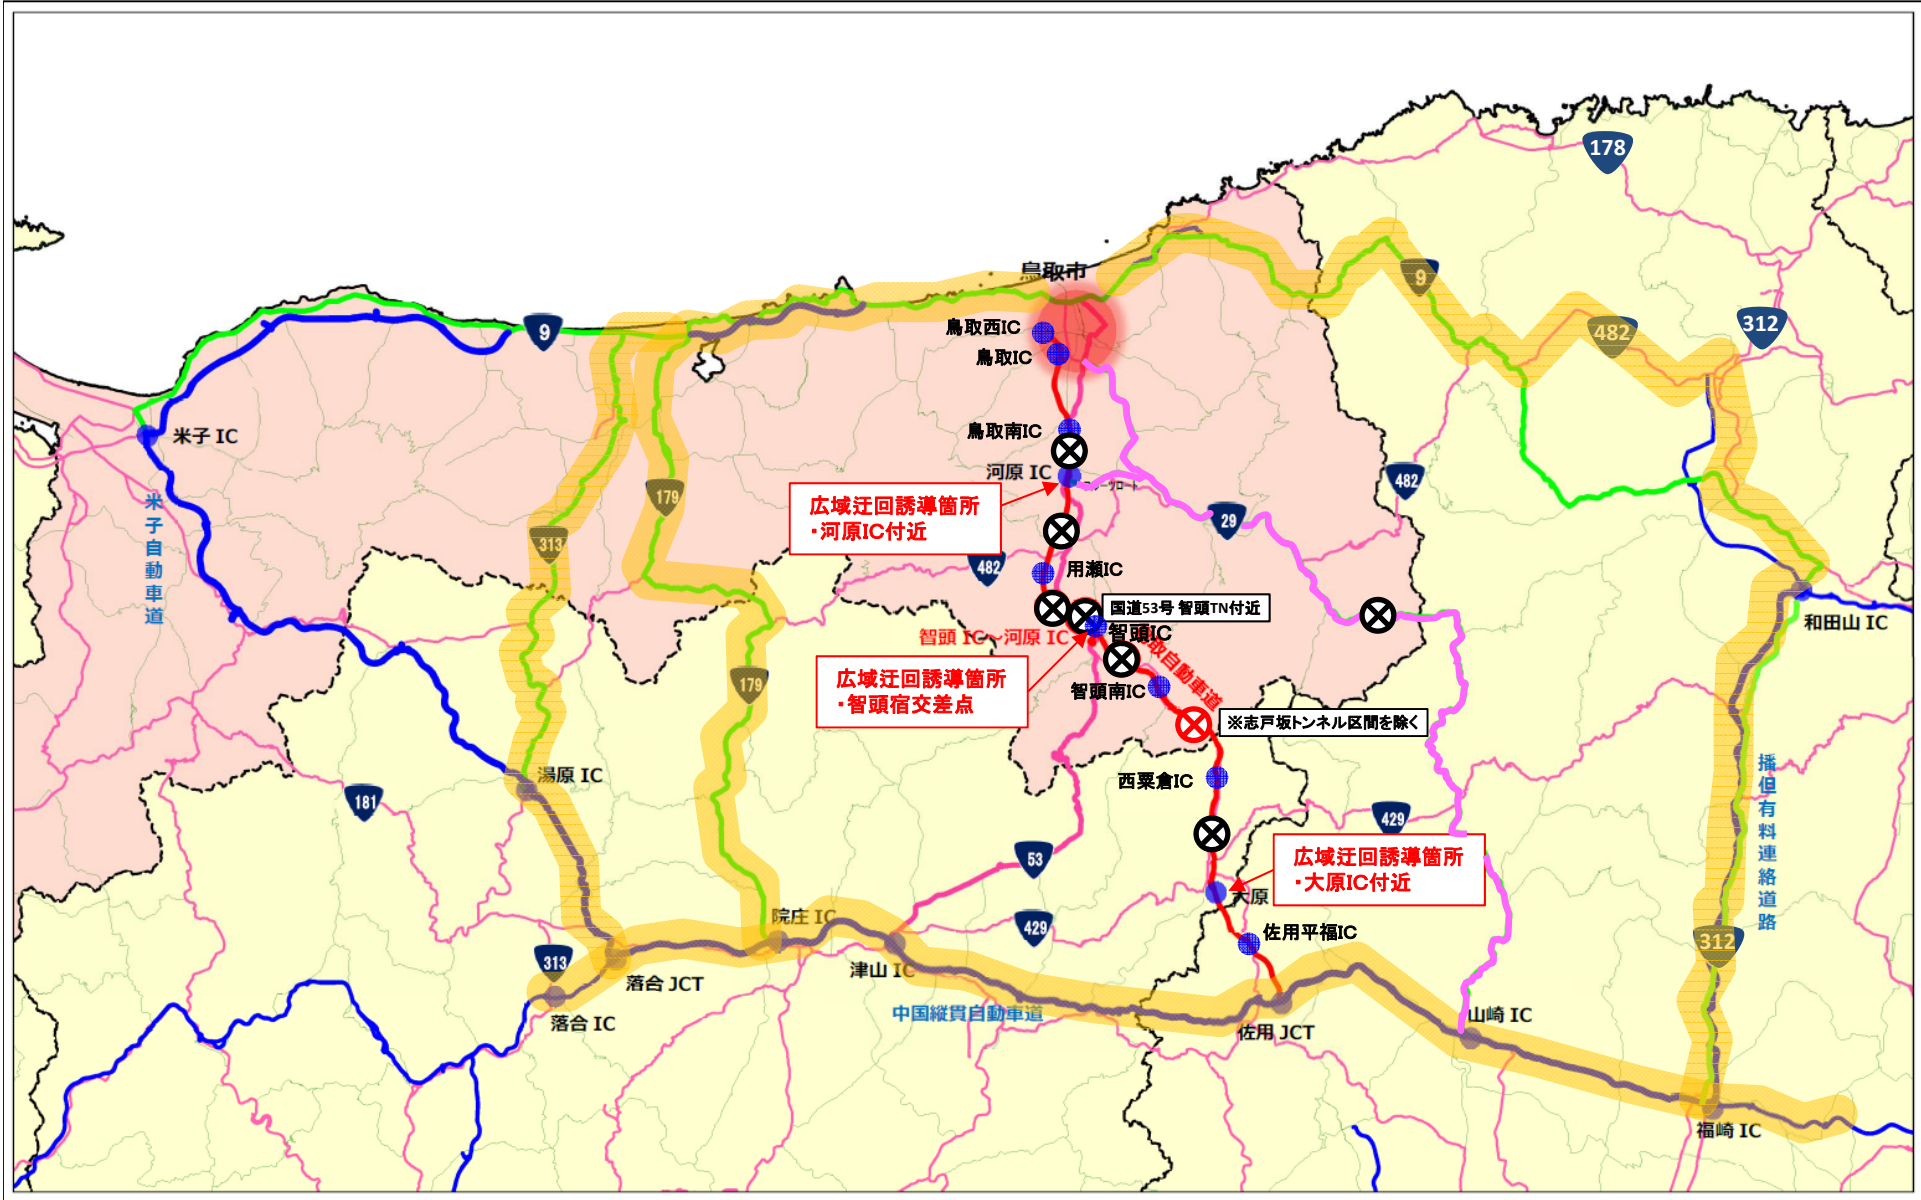 178
鳥取市
9
9
鳥取西IC
312
482
鳥取IC
米子 IC
鳥取南IC
河原 IC
482
179
米子自動車道
広域迂回誘導箇所
・河原IC付近
29
313
482
用瀬IC
国道53号 智頭TN付近
和田山 IC
智頭 IC～河原 IC
智頭IC
取自動車道
広域迂回誘導箇所
・智頭宿交差点
179
智頭南IC
※志戸坂トンネル区間を除く
湯原 IC
西粟倉IC
播但有料連絡道路
181
429
53
広域迂回誘導箇所
・大原IC付近
大原
院庄 IC
429
佐用平福IC
312
313
津山 IC
落合 JCT
中国縦貫自動車道
山崎 IC
落合 IC
佐用 JCT
福崎 IC